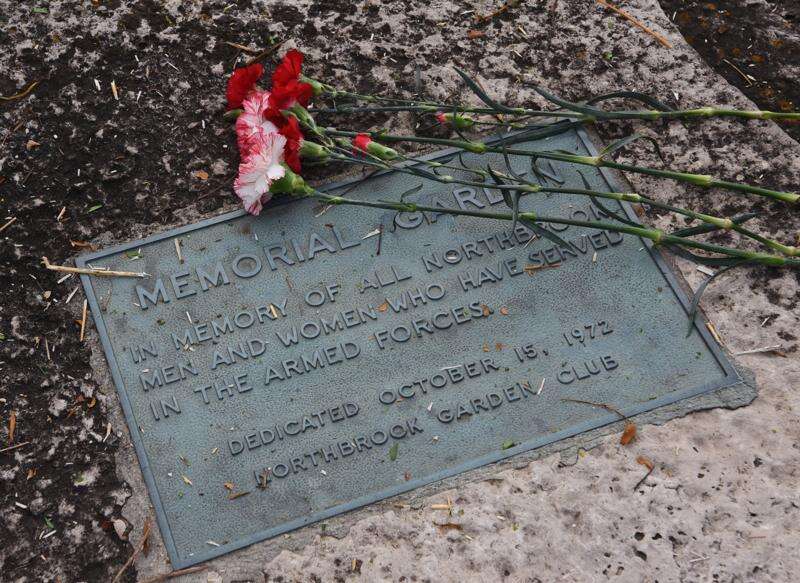 MEMORIAL GARDEN
IN MEMORY OF ALL NORTHBROOK
MEN AND WOMEN WHO HAVE SERVED
IN THE ARMED FORCES.
DEDICATED OCTOBER 15, 1972
NORTHBROOK GARDEN CLUB